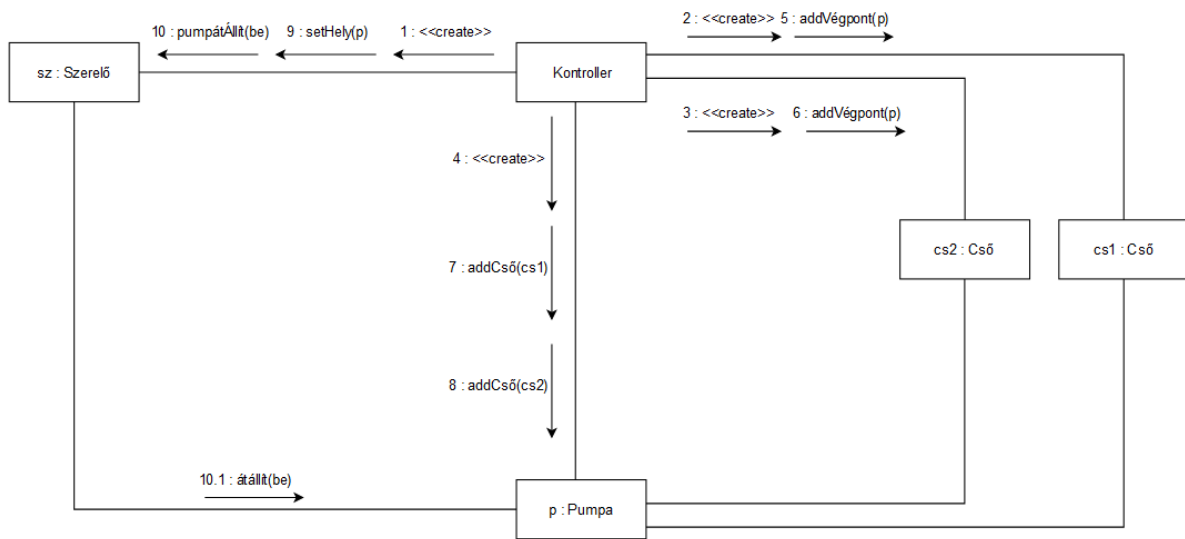 10 : pumpátÁllít(be) 9 : setHely(p) 1 : <<create>>
2 : <<create>> 5 : addVégpont(p)
sz : Szerelő
Kontroller
3 : <<create>> 6 : addVégpont(p)
4 : <<create>>
cs2 : Cső
cs1 : Cső
7 : addCső(cs1)
8 : addCső(cs2)
10.1 : átállít(be)
p : Pumpa